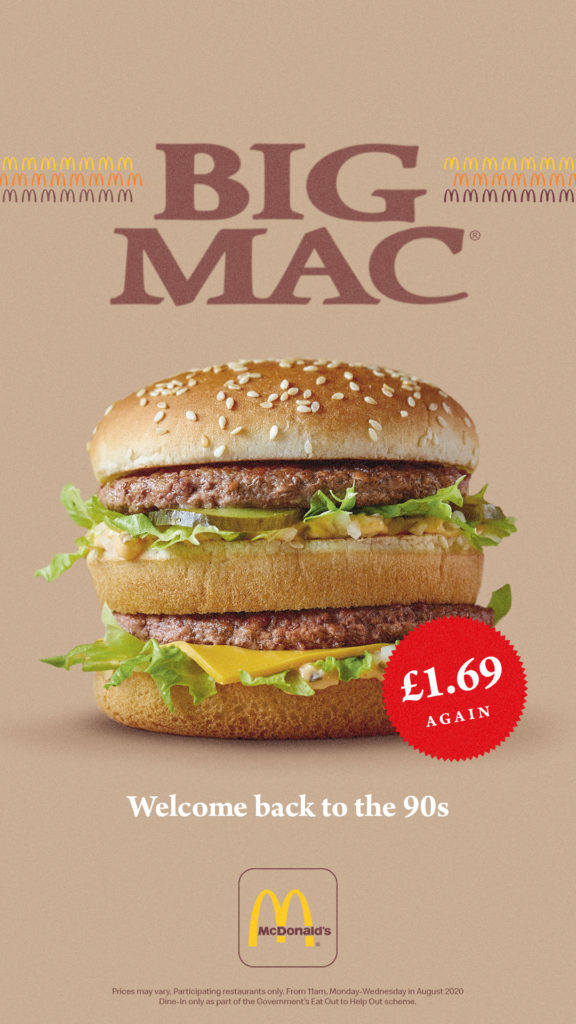 BIG
MAC®
£1.69
AGAIN
Welcome back to the 90s
McDonald's®
Prices may vary. Participating restaurants only. From 11am, Monday-Wednesday in August 2020
Dine-In only as part of the Government's Eat Out to Help Out scheme.